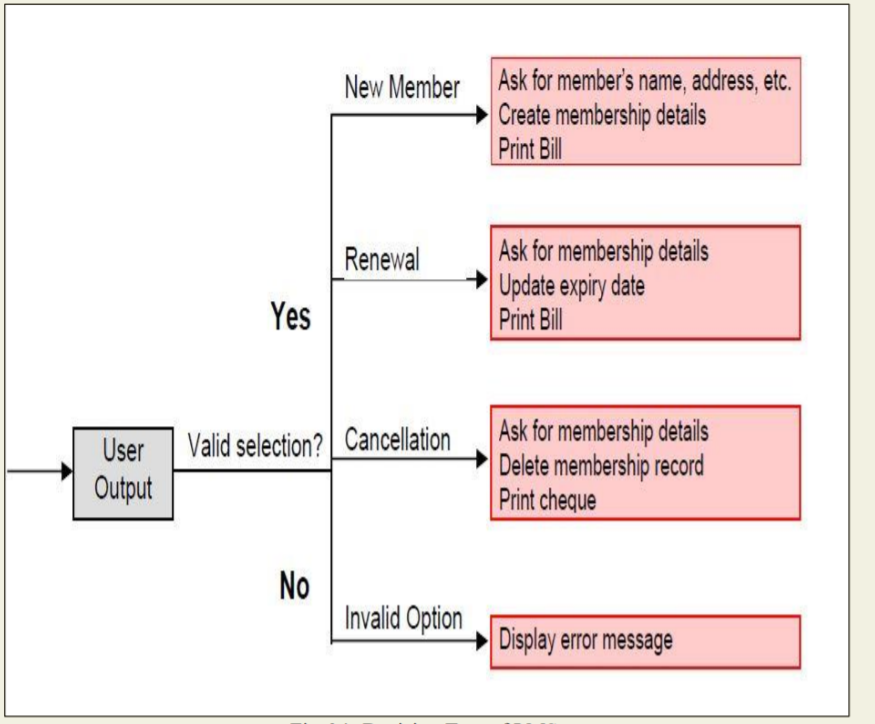 New Member
Ask for member's name, address, etc.
Create membership details
Print Bill
Renewal
Ask for membership details
Update expiry date
Print Bill
Yes
User
Output
Valid selection?
Cancellation
Ask for membership details
Delete membership record
Print cheque
No
Invalid Option
Display error message